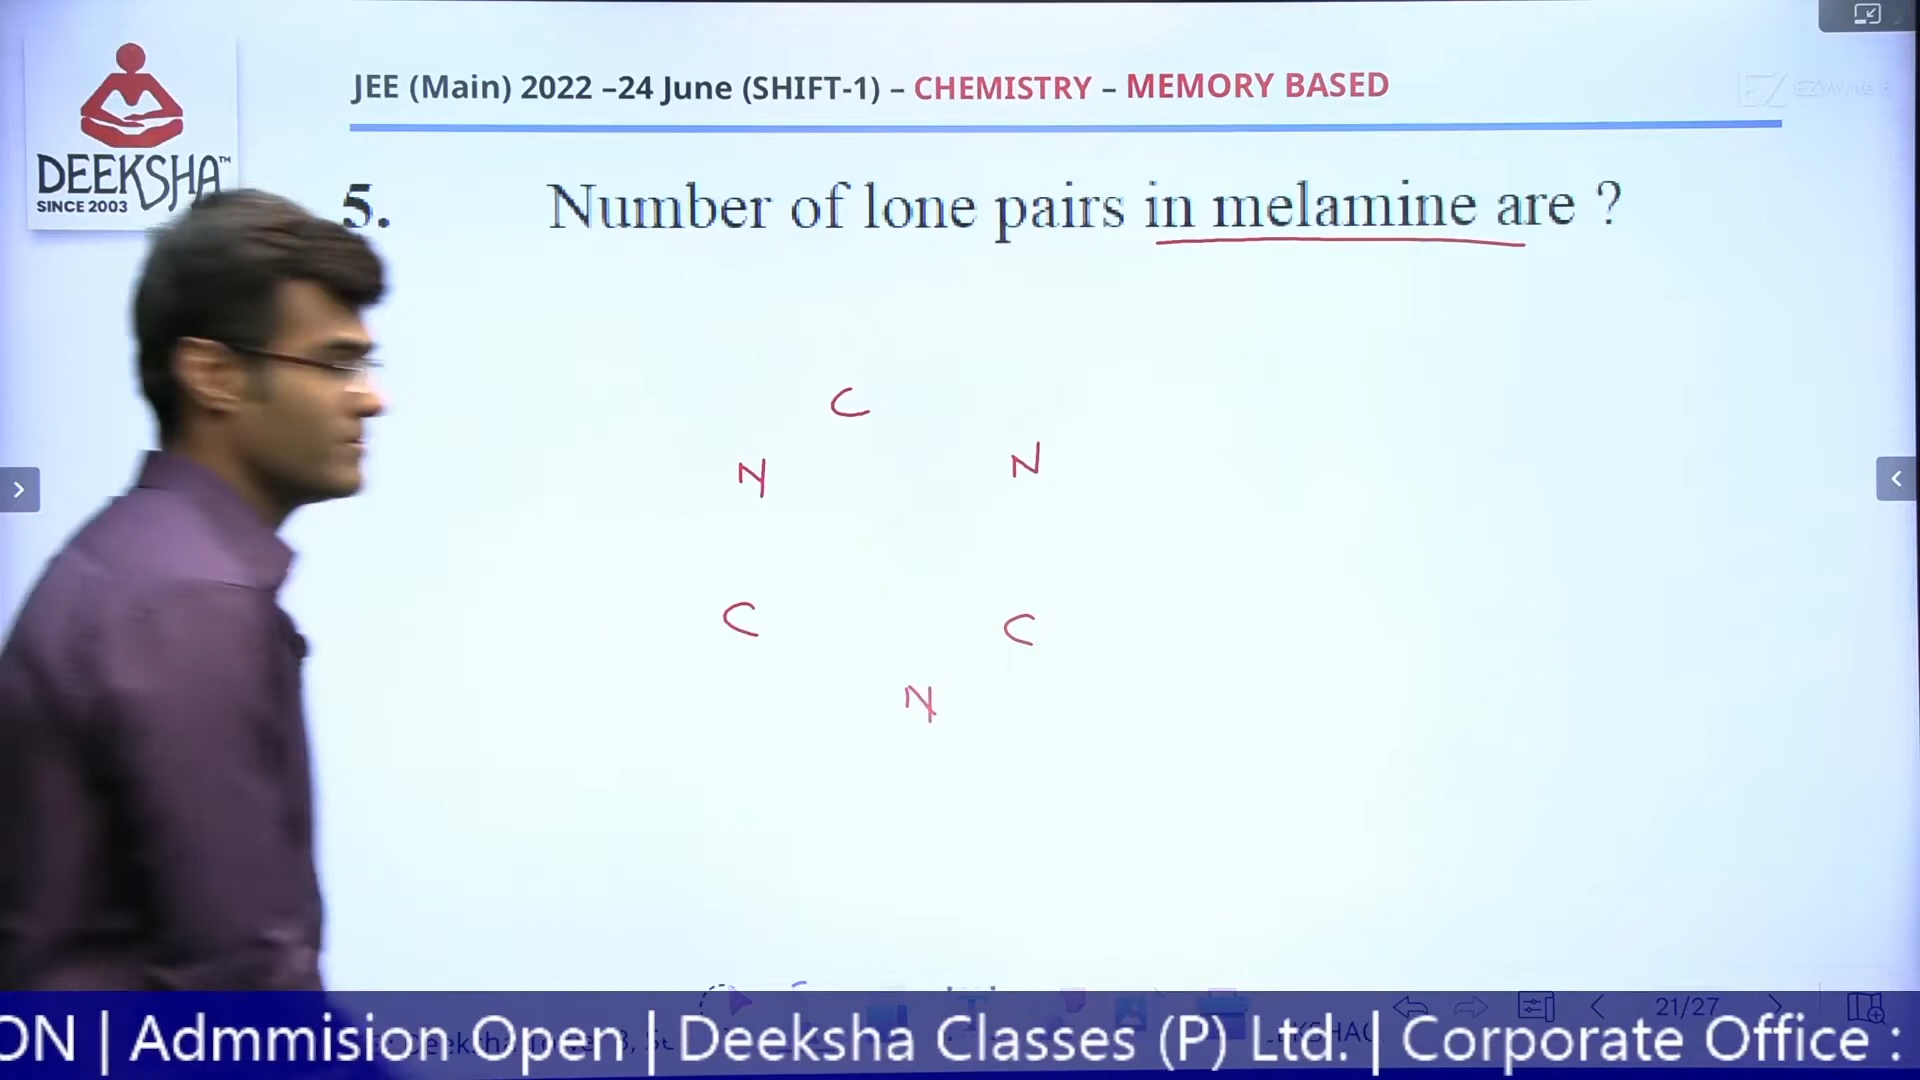 JEE (Main) 2022 –24 June (SHIFT-1) – CHEMISTRY – MEMORY BASED
DEEKSHA™
SINCE 2003
5. Number of lone pairs in melamine are ?
C
N N
C C
N
21/27
ON | Admmision Open | Deeksha Classes (P) Ltd. | Corporate Office :